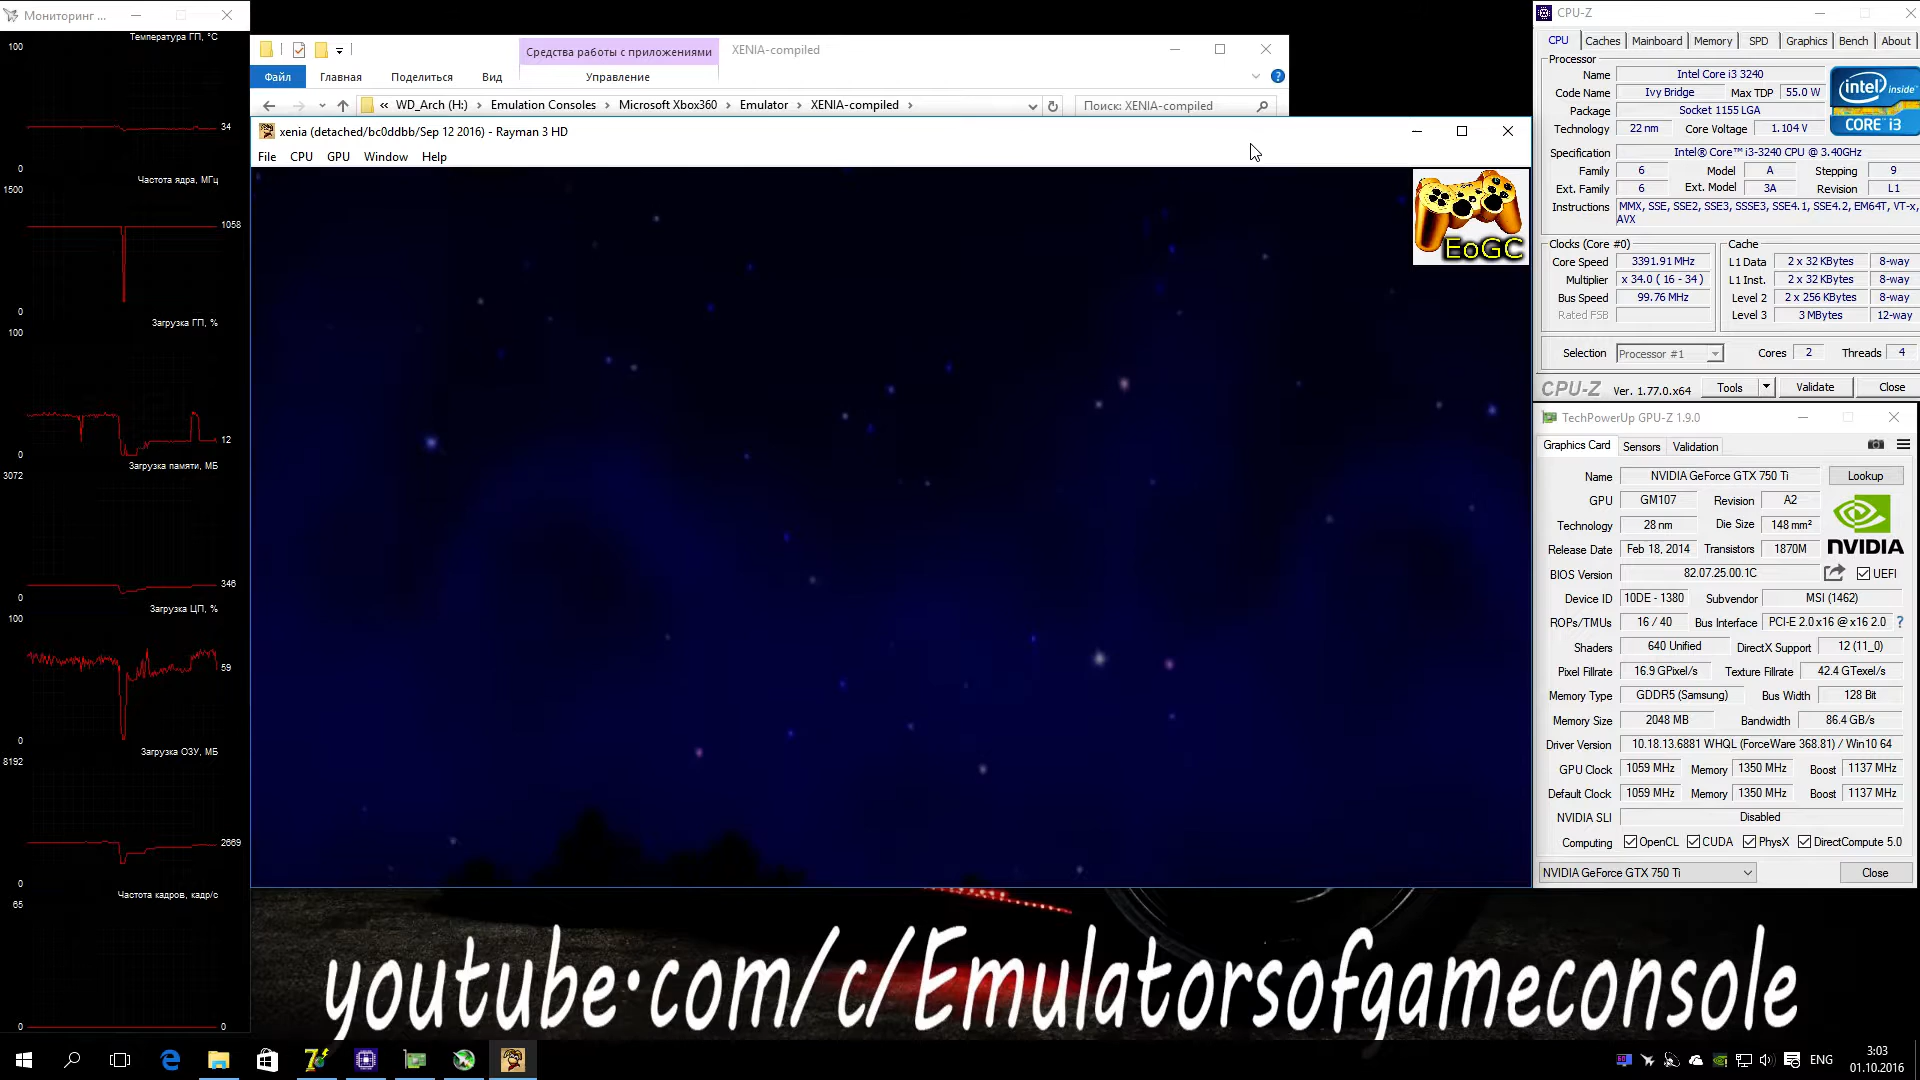 Мониторинг ...
Температура ГП, °C
100
34
0
Частота ядра, МГц
1500
1058
0
Загрузка ГП, %
100
12
0
Загрузка памяти, МБ
3072
346
0
Загрузка ЦП, %
100
59
0
Загрузка ОЗУ, МБ
8192
2669
0
Частота кадров, кадр/с
65
0
0
Средства работы с приложениями
XENIA-compiled
Файл
Главная
Поделиться
Вид
Управление
« WD_Arch (H:) › Emulation Consoles › Microsoft Xbox360 › Emulator › XENIA-compiled ›
Поиск: XENIA-compiled
xenia (detached/bc0ddbb/Sep 12 2016) - Rayman 3 HD
File CPU GPU Window Help
EoGC
CPU-Z
CPU Caches Mainboard Memory SPD Graphics Bench About
Processor
Name Intel Core i3 3240
Code Name Ivy Bridge Max TDP 55.0 W
Package Socket 1155 LGA
Technology 22 nm Core Voltage 1.104 V
intel inside
CORE i3
Specification Intel® Core™ i3-3240 CPU @ 3.40GHz
Family 6 Model A Stepping 9
Ext. Family 6 Ext. Model 3A Revision L1
Instructions MMX, SSE, SSE2, SSE3, SSSE3, SSE4.1, SSE4.2, EM64T, VT-x,
AVX
Clocks (Core #0)
Core Speed 3391.91 MHz
Multiplier x 34.0 ( 16 - 34 )
Bus Speed 99.76 MHz
Rated FSB
Cache
L1 Data 2 x 32 KBytes 8-way
L1 Inst. 2 x 32 KBytes 8-way
Level 2 2 x 256 KBytes 8-way
Level 3 3 MBytes 12-way
Selection Processor #1 Cores 2 Threads 4
CPU-Z Ver. 1.77.0.x64 Tools Validate Close
TechPowerUp GPU-Z 1.9.0
Graphics Card Sensors Validation
Name NVIDIA GeForce GTX 750 Ti Lookup
GPU GM107 Revision A2
Technology 28 nm Die Size 148 mm²
Release Date Feb 18, 2014 Transistors 1870M
NVIDIA
BIOS Version 82.07.25.00.1C UEFI
Device ID 10DE - 1380 Subvendor MSI (1462)
ROPs/TMUs 16 / 40 Bus Interface PCI-E 2.0 x16 @ x16 2.0 ?
Shaders 640 Unified DirectX Support 12 (11_0)
Pixel Fillrate 16.9 GPixel/s Texture Fillrate 42.4 GTexel/s
Memory Type GDDR5 (Samsung) Bus Width 128 Bit
Memory Size 2048 MB Bandwidth 86.4 GB/s
Driver Version 10.18.13.6881 WHQL (ForceWare 368.81) / Win10 64
GPU Clock 1059 MHz Memory 1350 MHz Boost 1137 MHz
Default Clock 1059 MHz Memory 1350 MHz Boost 1137 MHz
NVIDIA SLI Disabled
Computing OpenCL CUDA PhysX DirectCompute 5.0
NVIDIA GeForce GTX 750 Ti Close
youtube.com/c/Emulatorsofgameconsole
ENG
3:03
01.10.2016